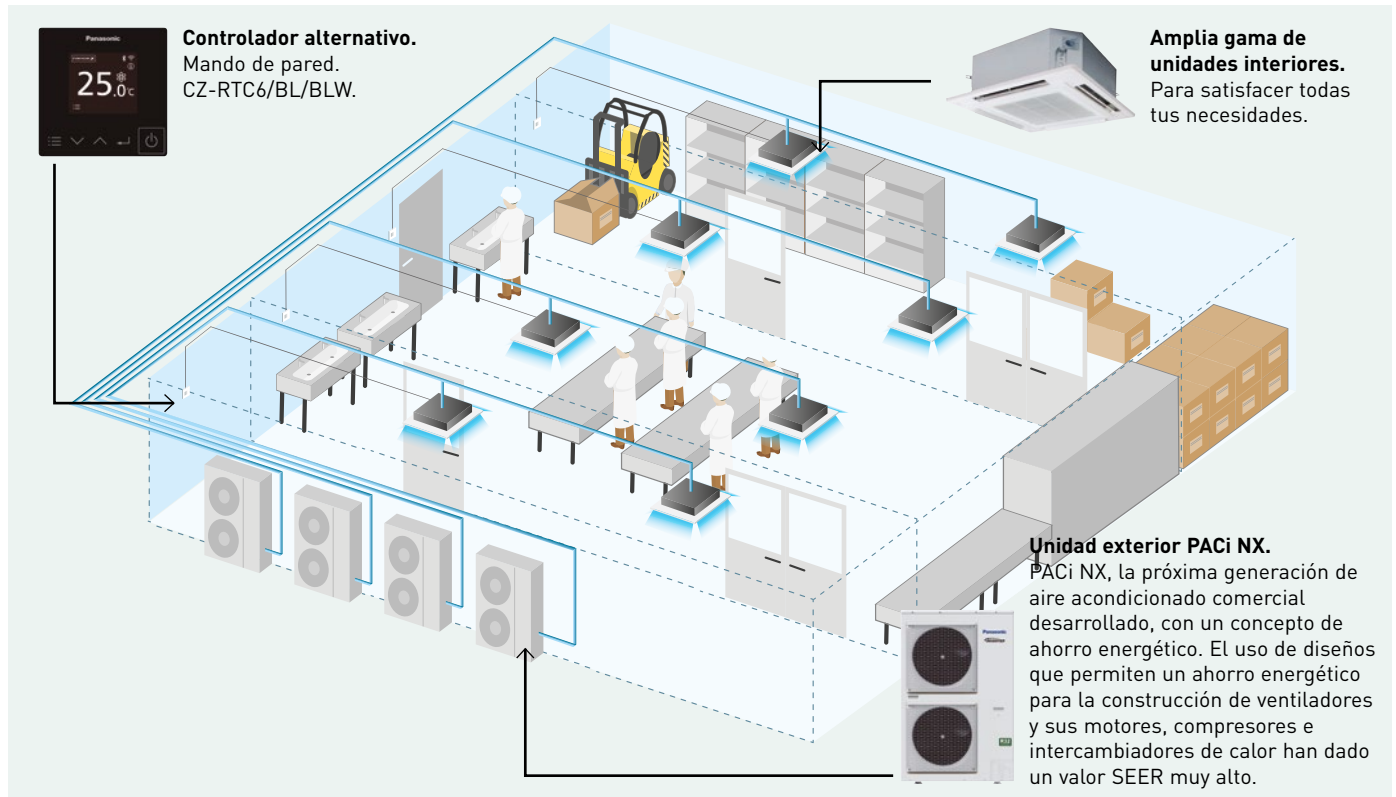 Panasonic
25.0°C
Controlador alternativo.
Mando de pared.
CZ-RTC6/BL/BLW.
Amplia gama de
unidades interiores.
Para satisfacer todas
tus necesidades.
Unidad exterior PACi NX.
PACi NX, la próxima generación de
aire acondicionado comercial
desarrollado, con un concepto de
ahorro energético. El uso de diseños
que permiten un ahorro energético
para la construcción de ventiladores
y sus motores, compresores e
intercambiadores de calor han dado
un valor SEER muy alto.
Panasonic
R32